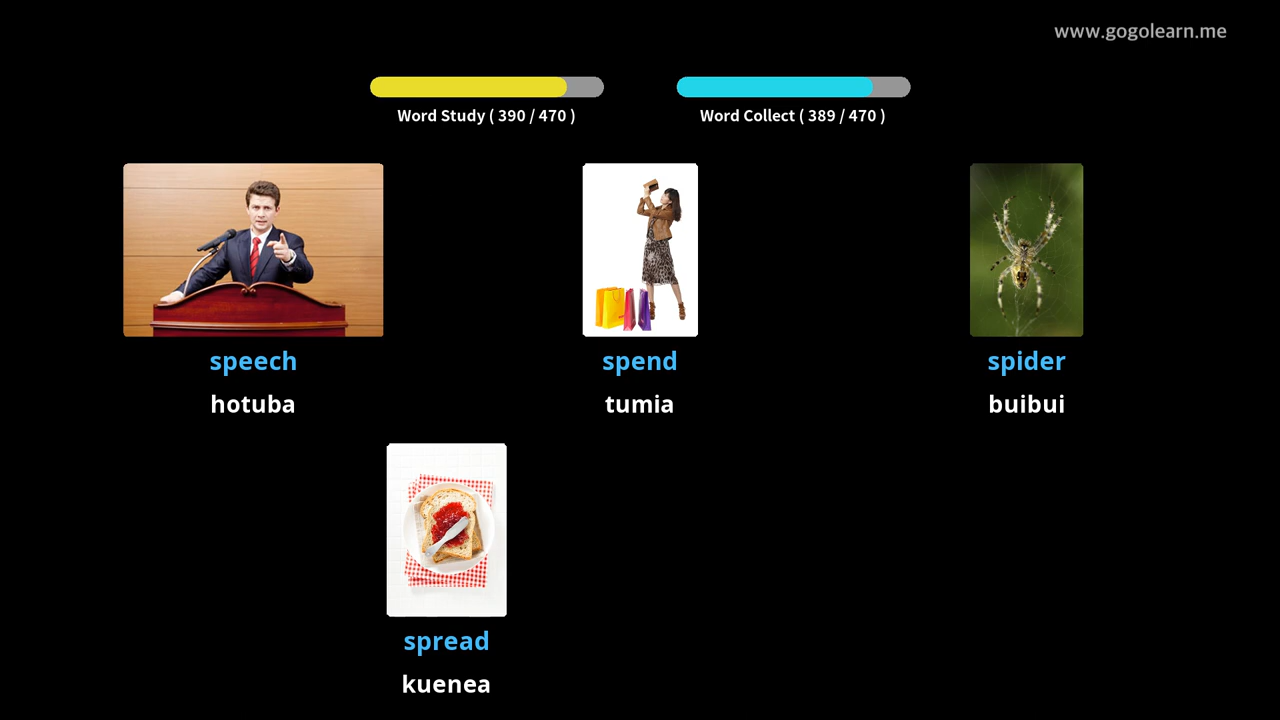 www.gogolearn.me
Word Study ( 390 / 470 )
Word Collect ( 389 / 470 )
speech
hotuba
spend
tumia
spider
buibui
spread
kuenea